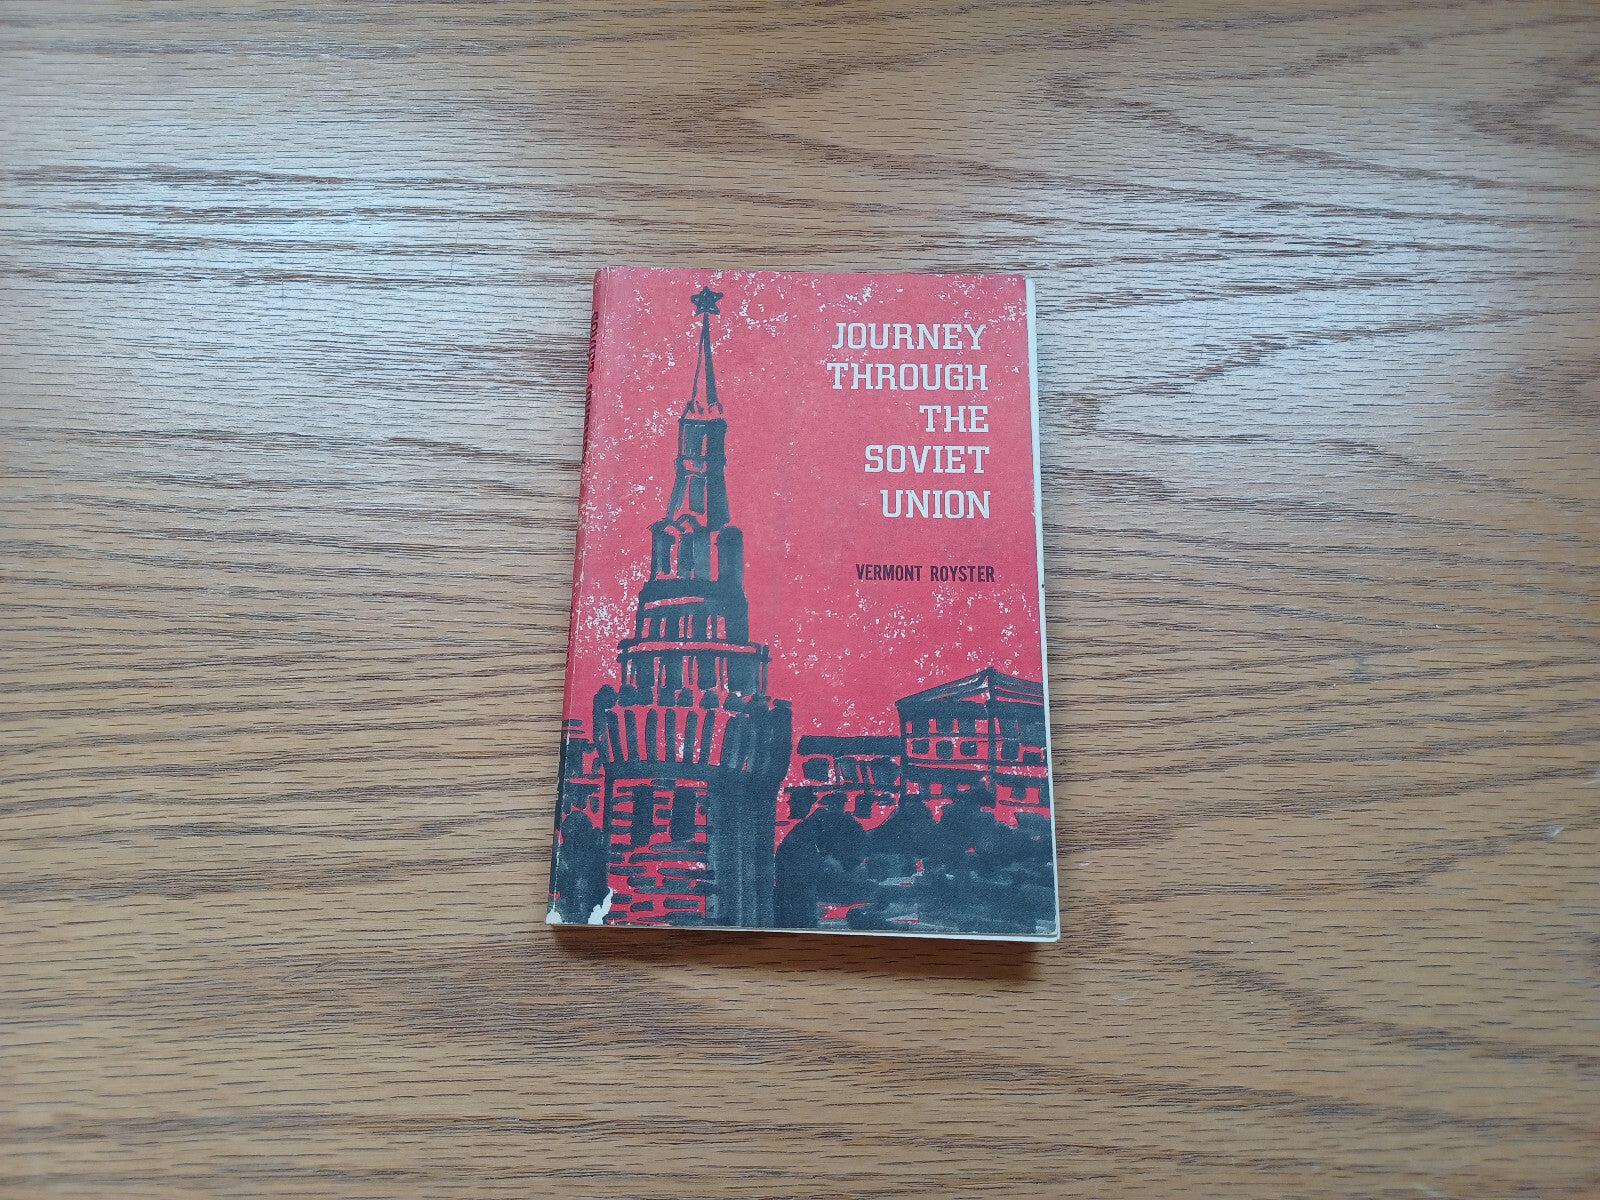 JOURNEY
THROUGH
THE
SOVIET
UNION
VERMONT ROYSTER